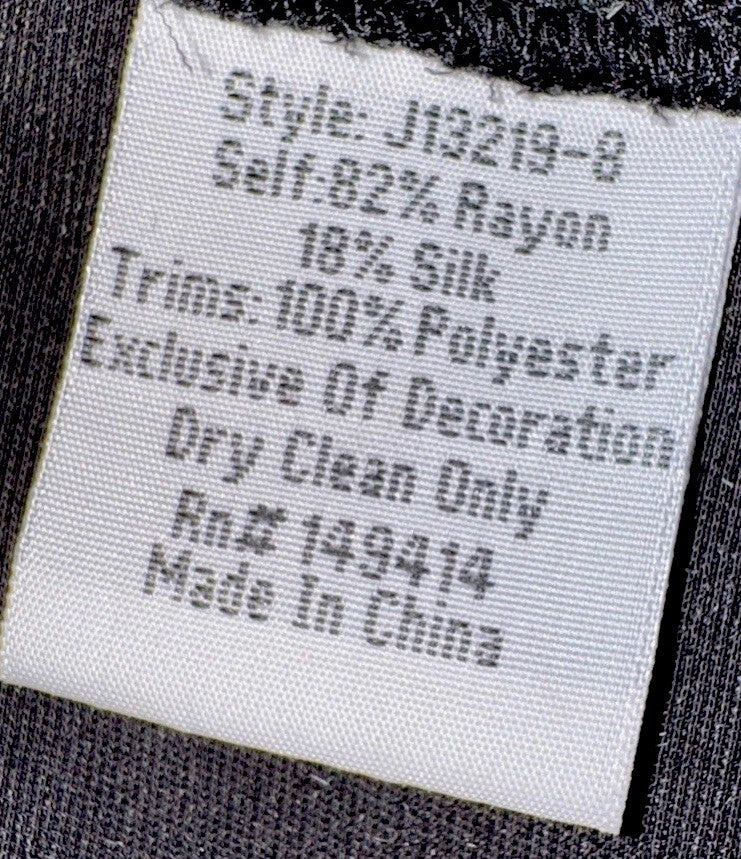 Style: J13219-8
Self:82% Rayon
18% Silk
Trims:100% Polyester
Exclusive Of Decoration
Dry Clean Only
Rn# 149414
Made In China